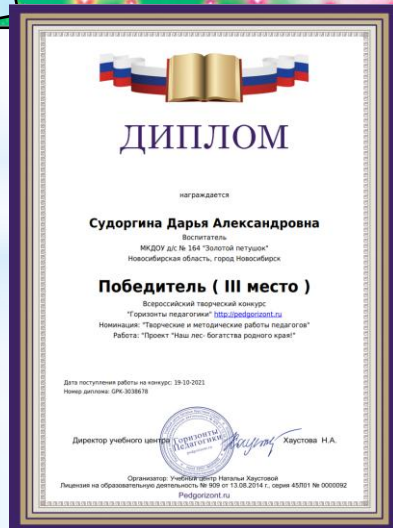 ДИПЛОМ
награждается
Судоргина Дарья Александровна
Воспитатель
МКДОУ д/с № 164 "Золотой петушок"
Новосибирская область, город Новосибирск
Победитель ( III место )
Всероссийский творческий конкурс
"Горизонты педагогики" http://pedgorizont.ru
Номинация: "Творческие и методические работы педагогов"
Работа: "Проект "Наш лес- богатства родного края!"
Дата поступления работы на конкурс: 19-10-2021
Номер диплома: GPK-3038678
Горизонты
Педагогики
Директор учебного центра Хаустова Н.А.
Организатор: Учебный центр Натальи Хаустовой
Лицензия на образовательную деятельность № 909 от 13.08.2014 г., серия 45Л01 № 0000092
Pedgorizont.ru